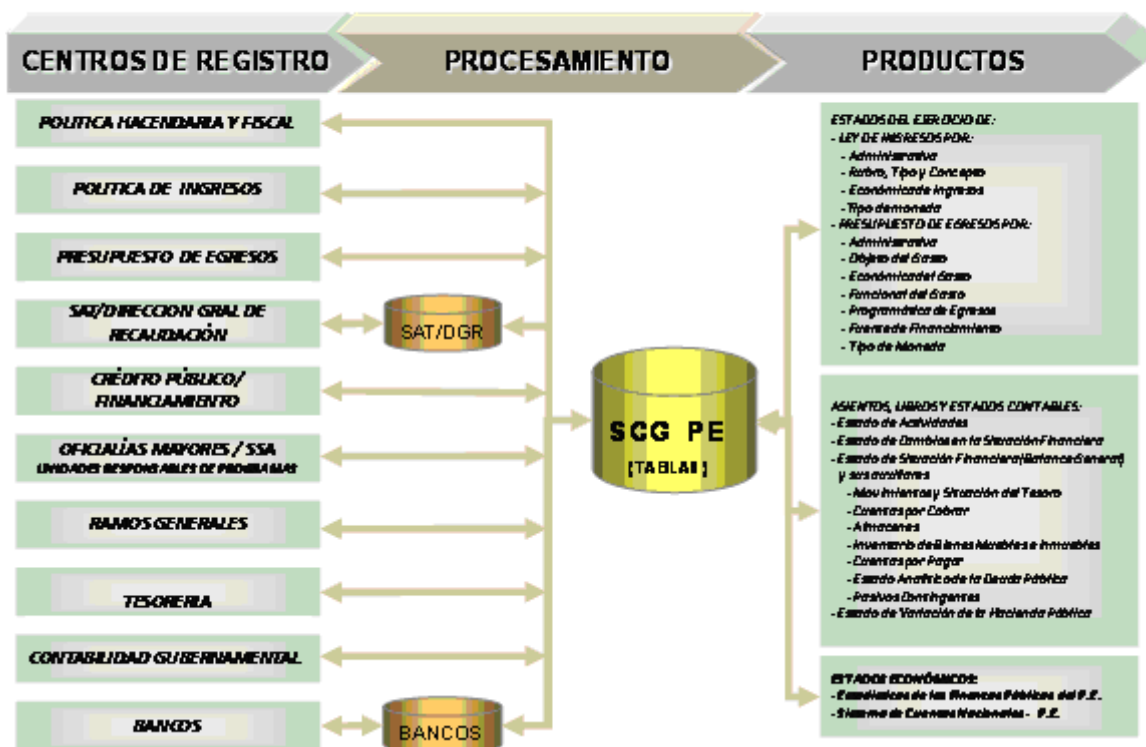 CENTROS DE REGISTRO
PROCESAMIENTO
PRODUCTOS
POLITICA HACENDARIA Y FISCAL
POLITICA DE INGRESOS
PRESUPUESTO DE EGRESOS
SAT/DIRECCION GRAL DE
RECAUDACIÓN
CRÉDITO PÚBLICO/
FINANCIAMIENTO
OFICIALÍAS MAYORES / SSA
UNIDADES RESPONSABLES DE PROGRAMAS
RAMOS GENERALES
TESORERIA
CONTABILIDAD GUBERNAMENTAL
BANCOS
SAT/DGR
BANCOS
SCG PE
(TABLAS)
ESTADOS DEL EJERCICIO DE:
- LEY DE INGRESOS POR:
- Administrativa
- Rubro, Tipo y Concepto
- Económica de Ingresos
- Tipo de moneda
- PRESUPUESTO DE EGRESOS POR:
- Administrativa
- Objeto del Gasto
- Económica del Gasto
- Funcional del Gasto
- Programática de Egresos
- Fuente de Financiamiento
- Tipo de Moneda
ASIENTOS, LIBROS Y ESTADOS CONTABLES:
- Estado de Actividades
- Estado de Cambios en la Situación Financiera
- Estado de Situación Financiera (Balance General)
y sus auxiliares
- Movimientos y Situación del Tesoro
- Cuentas por Cobrar
- Almacenes
- Inventario de Bienes Muebles e Inmuebles
- Cuentas por Pagar
- Estado Analítico de la Deuda Pública
- Pasivos Contingentes
- Estado de Variación de la Hacienda Pública
ESTADOS ECONÓMICOS:
- Estadísticas de las Finanzas Públicas del P.E.
- Sistema de Cuentas Nacionales - P.E.